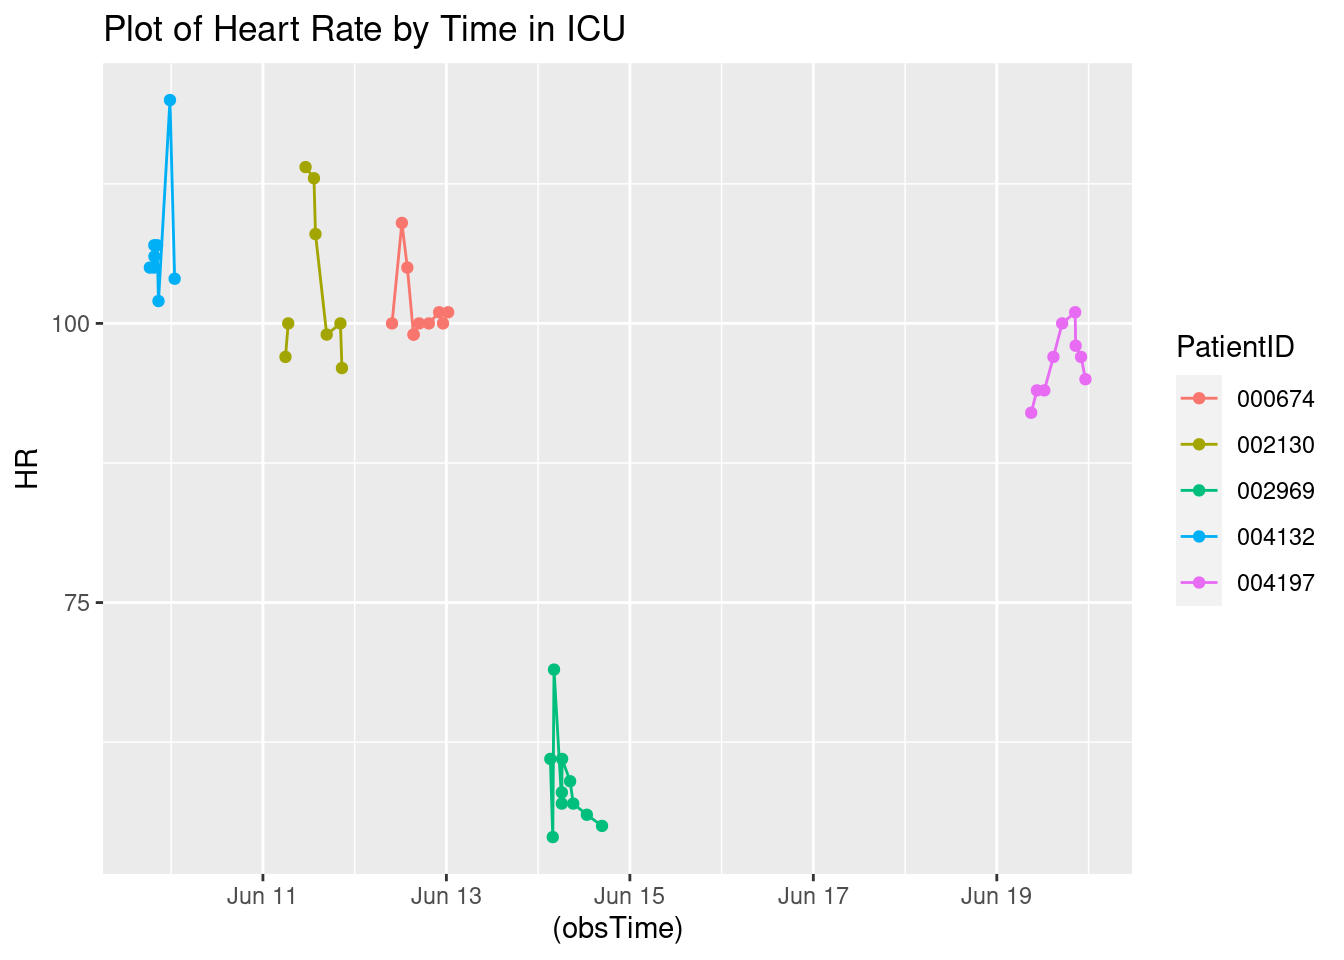 Plot of Heart Rate by Time in ICU
HR
100
75
Jun 11 Jun 13 Jun 15 Jun 17 Jun 19
(obsTime)
PatientID
000674
002130
002969
004132
004197